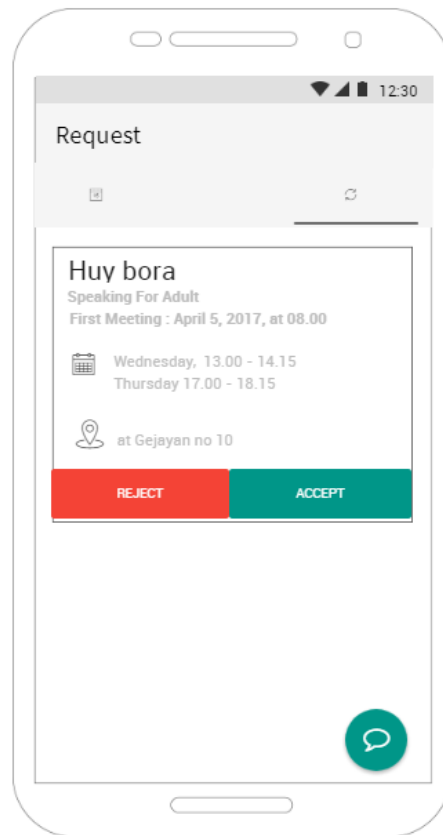 12:30
Request
Huy bora
Speaking For Adult
First Meeting : April 5, 2017, at 08.00
Wednesday, 13.00 - 14.15
Thursday 17.00 - 18.15
at Gejayan no 10
REJECT ACCEPT